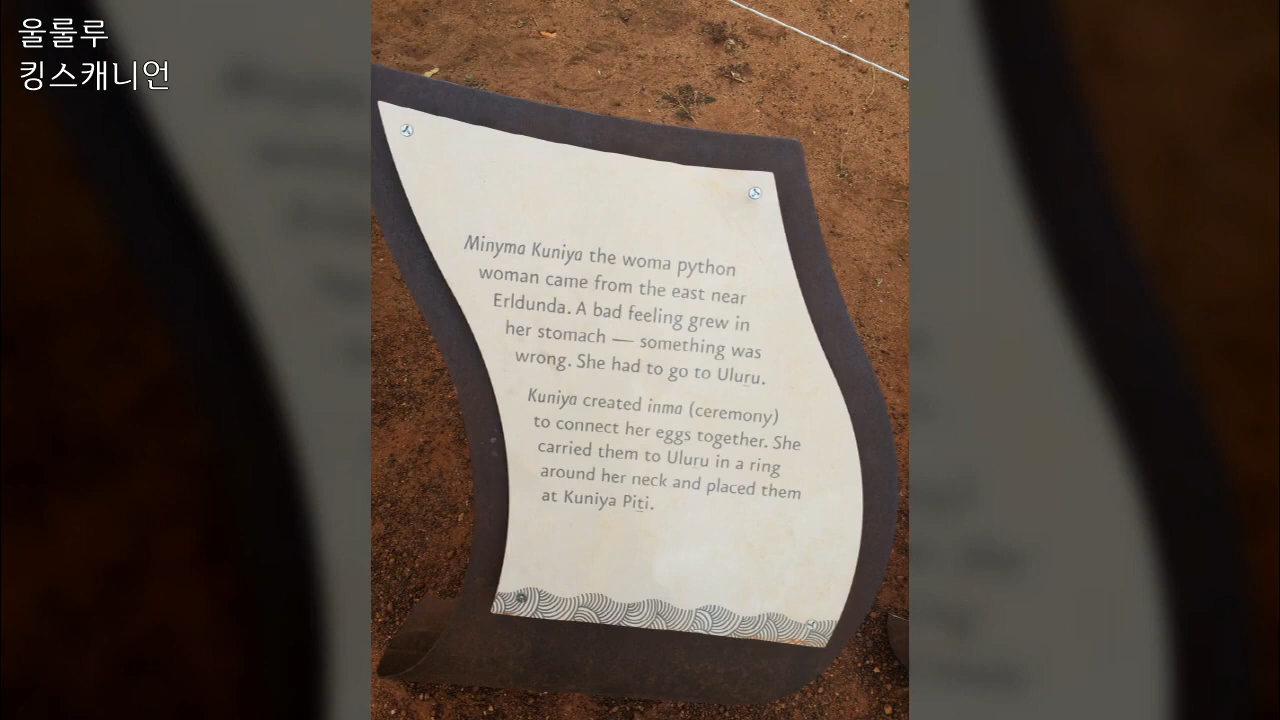 울룰루
킹스캐니언
Minyma Kuniya the woma python
woman came from the east near
Erldunda. A bad feeling grew in
her stomach — something was
wrong. She had to go to Uluṟu.
Kuniya created inma (ceremony)
to connect her eggs together. She
carried them to Uluṟu in a ring
around her neck and placed them
at Kuniya Piṯi.